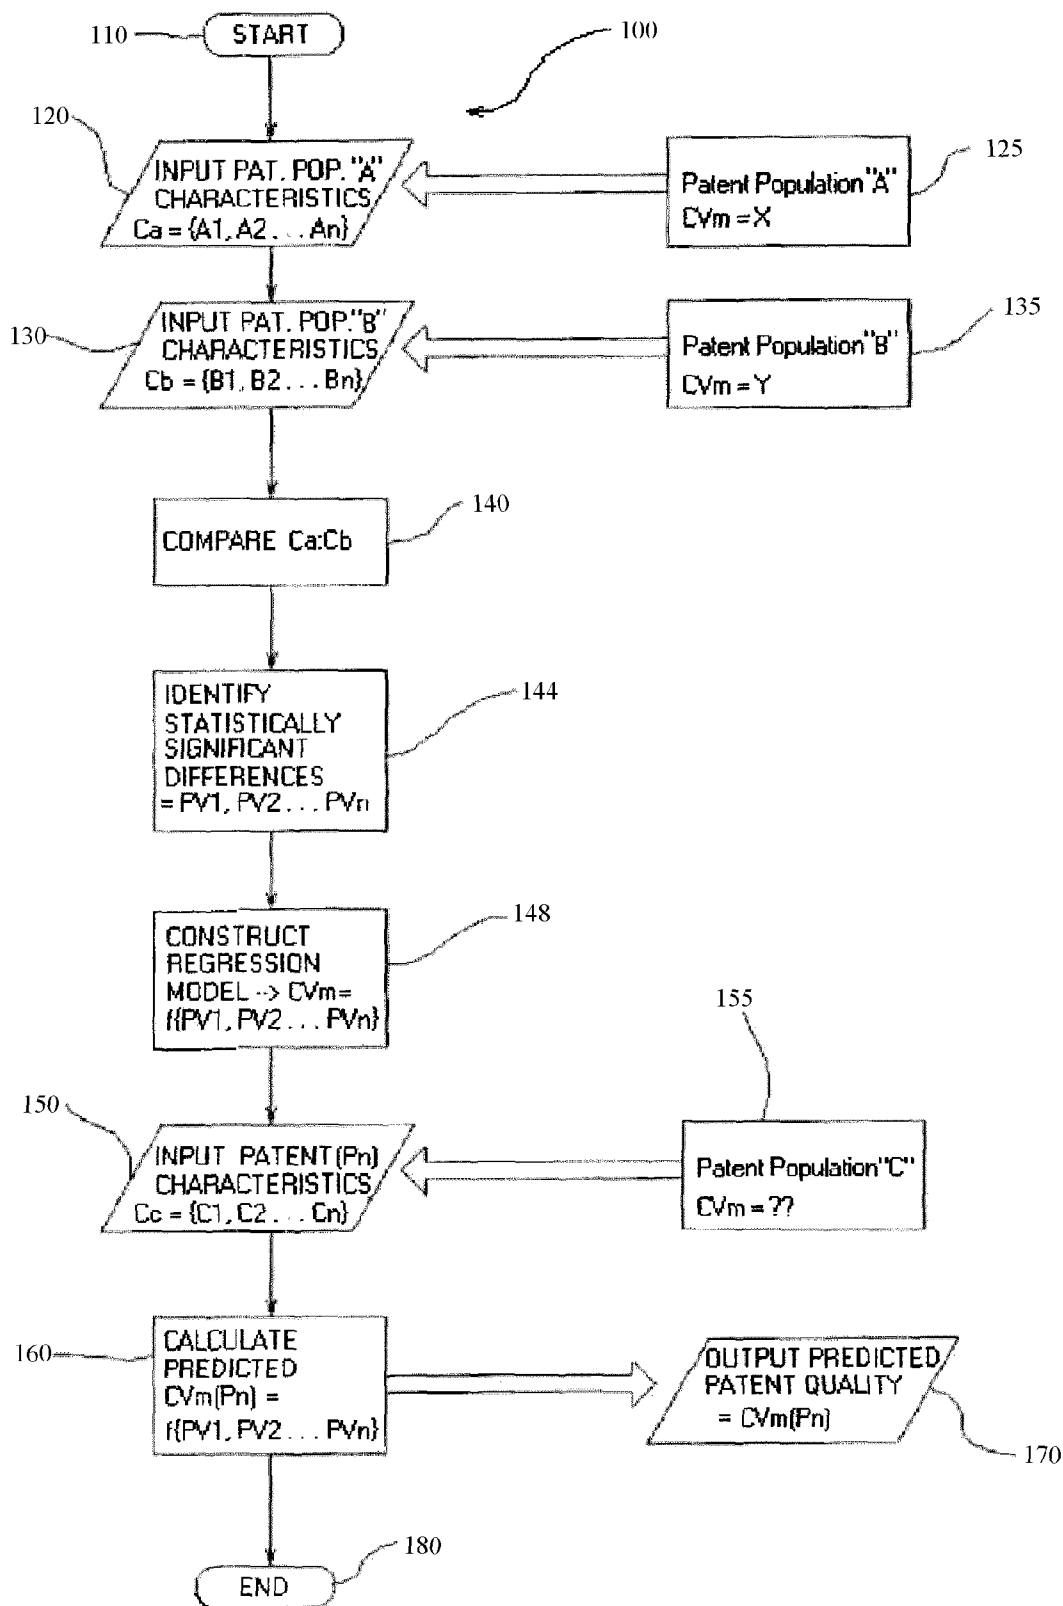 110
START
100
120
INPUT PAT. POP. "A"
CHARACTERISTICS
Ca = {A1, A2 ... An}
Patent Population "A"
CVm = X
125
130
INPUT PAT. POP. "B"
CHARACTERISTICS
Cb = {B1, B2 ... Bn}
Patent Population "B"
CVm = Y
135
COMPARE Ca:Cb
140
IDENTIFY
STATISTICALLY
SIGNIFICANT
DIFFERENCES
= PV1, PV2 ... PVn
144
CONSTRUCT
REGRESSION
MODEL --> CVm =
f{PV1, PV2 ... PVn}
148
150
INPUT PATENT (Pn)
CHARACTERISTICS
Cc = {C1, C2 ... Cn}
155
Patent Population "C"
CVm = ??
160
CALCULATE
PREDICTED
CVm(Pn) =
f{PV1, PV2 ... PVn}
OUTPUT PREDICTED
PATENT QUALITY
= CVm(Pn)
170
END
180